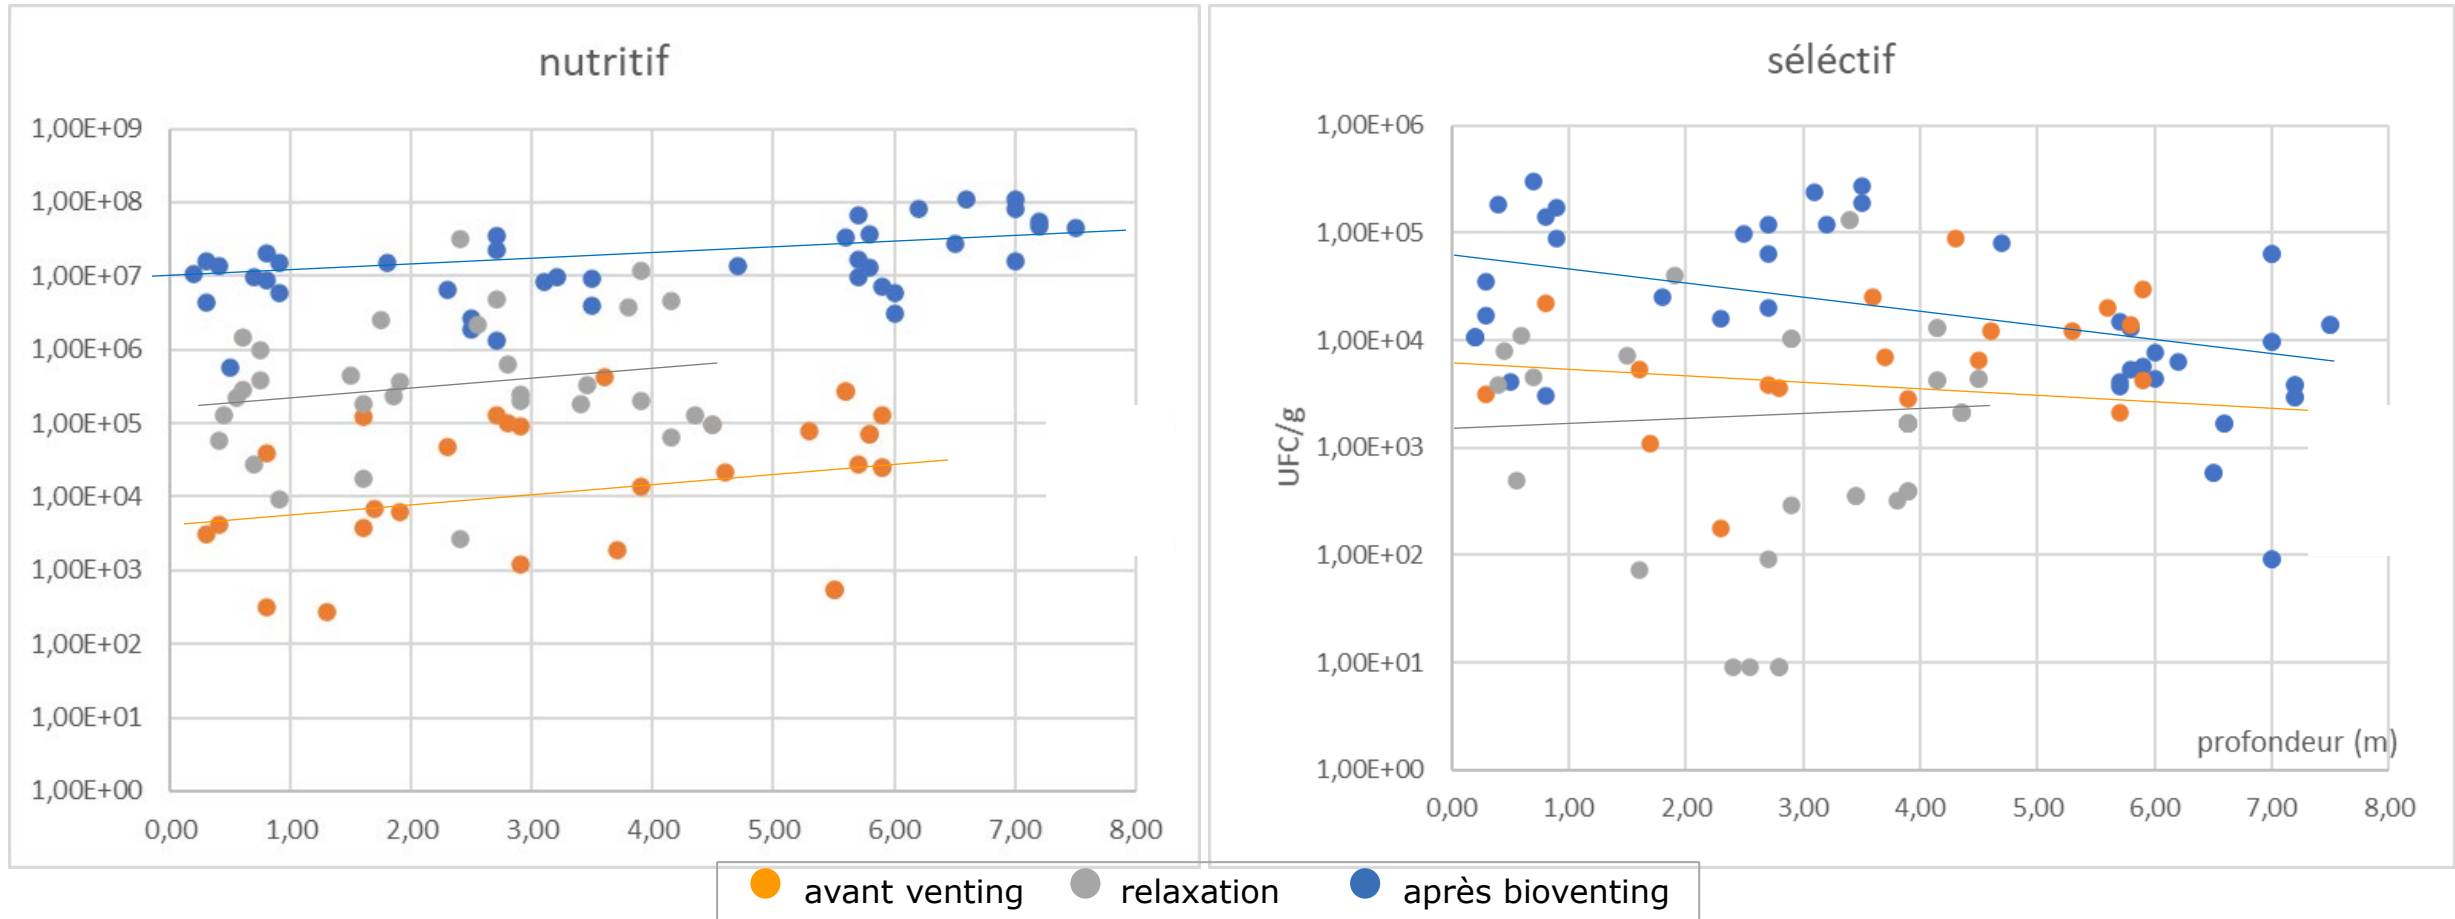 nutritif
1,00E+09
1,00E+08
1,00E+07
1,00E+06
1,00E+05
1,00E+04
1,00E+03
1,00E+02
1,00E+01
1,00E+00
0,00 1,00 2,00 3,00 4,00 5,00 6,00 7,00 8,00
séléctif
1,00E+06
1,00E+05
1,00E+04
1,00E+03
1,00E+02
1,00E+01
1,00E+00
UFC/g
profondeur (m)
0,00 1,00 2,00 3,00 4,00 5,00 6,00 7,00 8,00
avant venting relaxation après bioventing